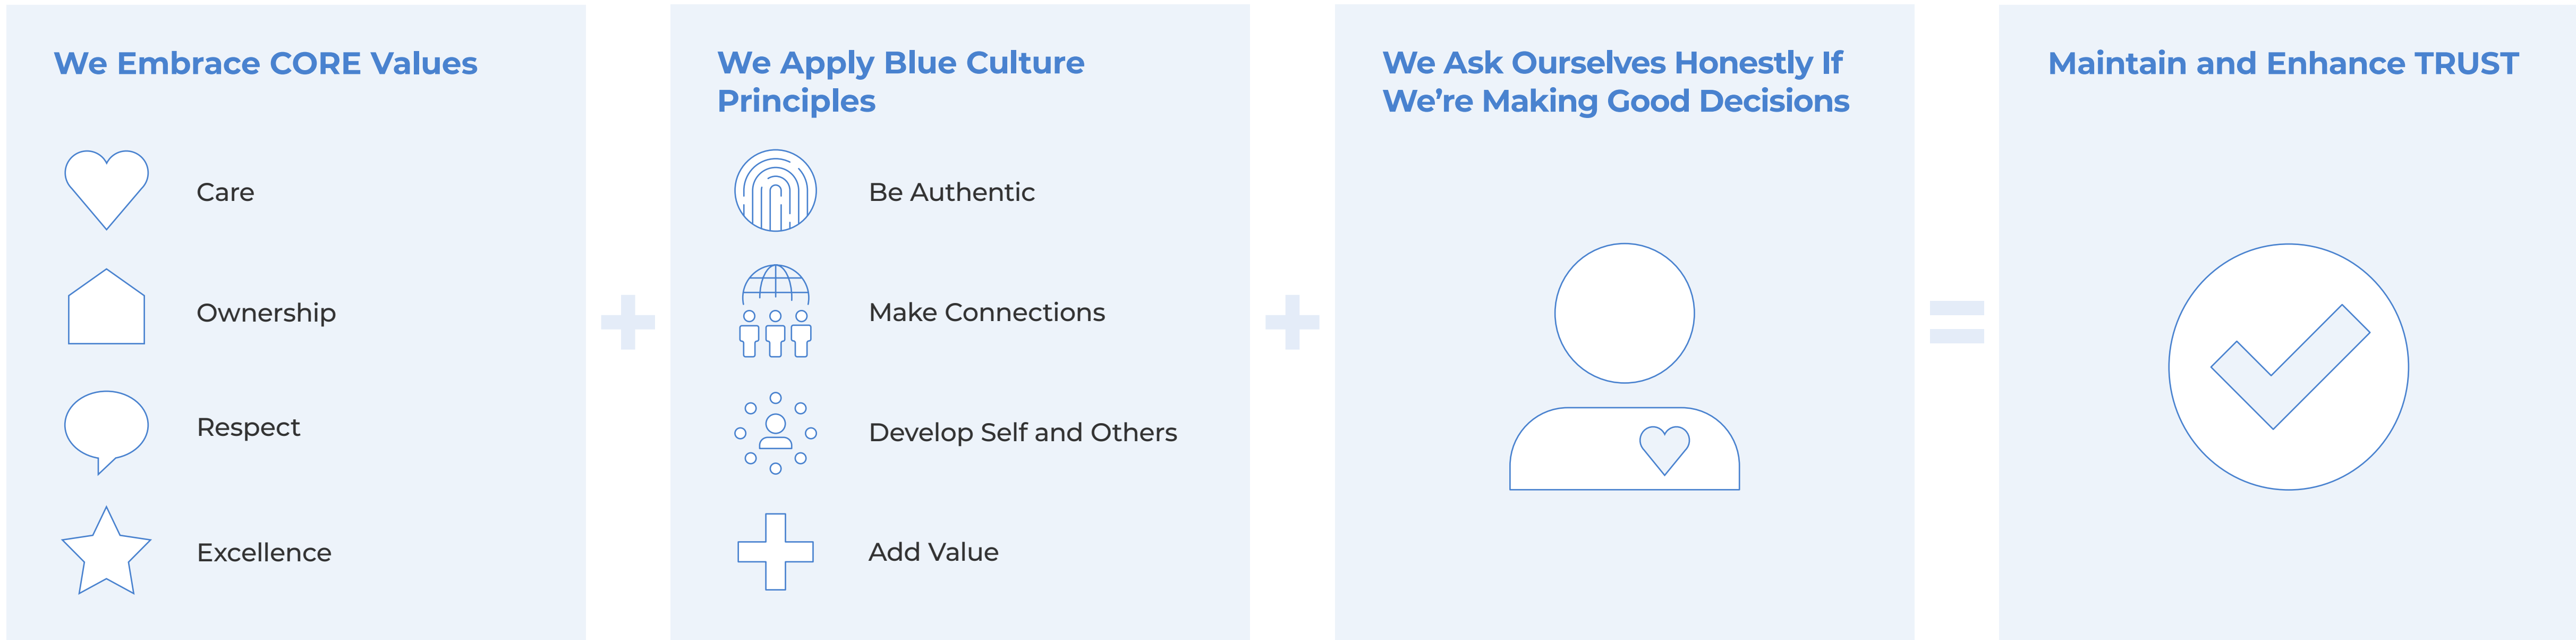 We Embrace CORE Values
Care
Ownership
Respect
Excellence
We Apply Blue Culture
Principles
Be Authentic
Make Connections
Develop Self and Others
Add Value
We Ask Ourselves Honestly If
We’re Making Good Decisions
Maintain and Enhance TRUST